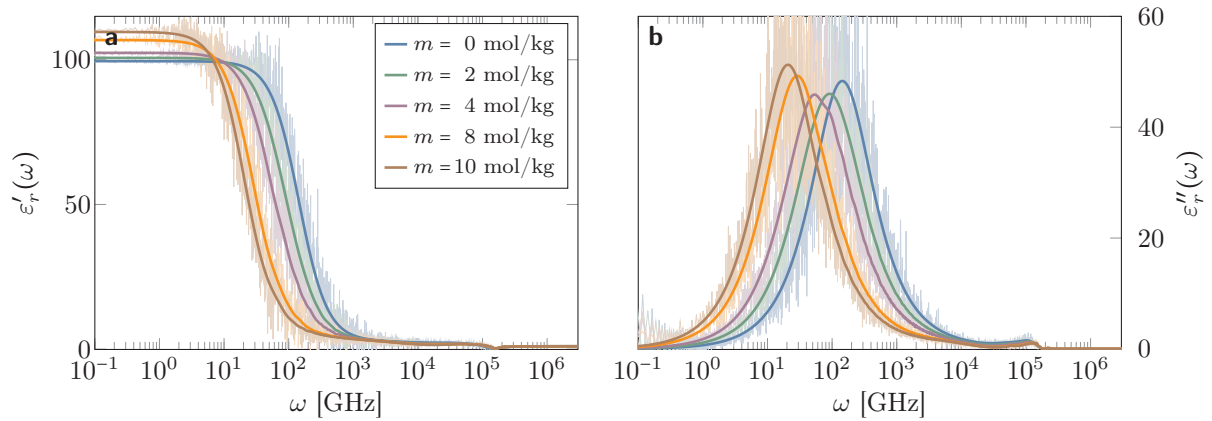 a
100
50
0
ε′r(ω)
10⁻¹ 10⁰ 10¹ 10² 10³ 10⁴ 10⁵ 10⁶
ω [GHz]
m = 0 mol/kg
m = 2 mol/kg
m = 4 mol/kg
m = 8 mol/kg
m = 10 mol/kg
b
60
40
20
0
ε″r(ω)
10⁻¹ 10⁰ 10¹ 10² 10³ 10⁴ 10⁵ 10⁶
ω [GHz]